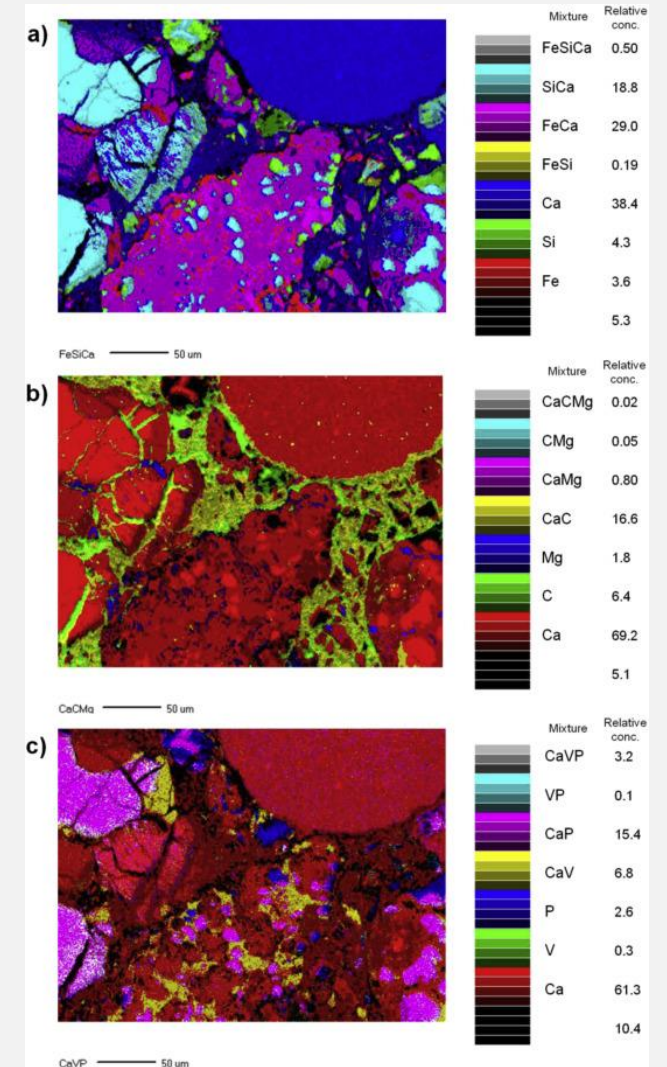 a)
Mixture Relative conc.
FeSiCa 0.50
SiCa 18.8
FeCa 29.0
FeSi 0.19
Ca 38.4
Si 4.3
Fe 3.6
5.3
FeSiCa 50 um
b)
Mixture Relative conc.
CaCMg 0.02
CMg 0.05
CaMg 0.80
CaC 16.6
Mg 1.8
C 6.4
Ca 69.2
5.1
CaCMg 50 um
c)
Mixture Relative conc.
CaVP 3.2
VP 0.1
CaP 15.4
CaV 6.8
P 2.6
V 0.3
Ca 61.3
10.4
CaVP 50 um